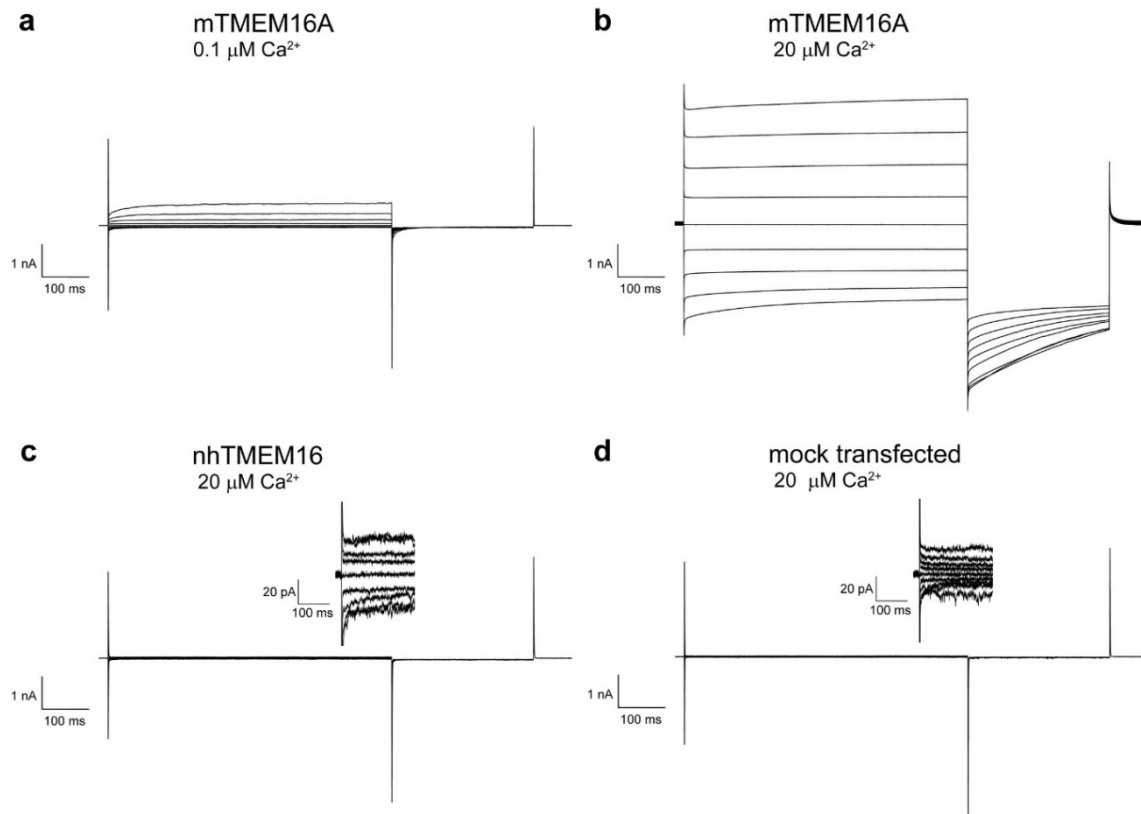 a
mTMEM16A
0.1 μM Ca²⁺
1 nA
100 ms
b
mTMEM16A
20 μM Ca²⁺
1 nA
100 ms
c
nhTMEM16
20 μM Ca²⁺
20 pA
100 ms
1 nA
100 ms
d
mock transfected
20 μM Ca²⁺
20 pA
100 ms
1 nA
100 ms